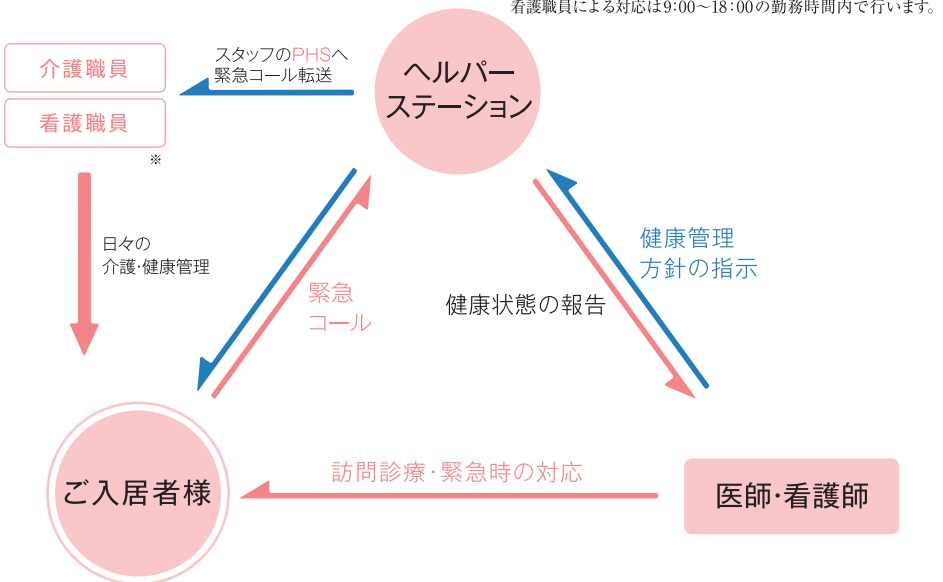 看護職員による対応は9:00〜18:00の勤務時間内で行います。
介護職員
看護職員
※
スタッフのPHSへ
緊急コール転送
ヘルパー
ステーション
日々の
介護・健康管理
緊急
コール
健康状態の報告
健康管理
方針の指示
ご入居者様
訪問診療・緊急時の対応
医師・看護師